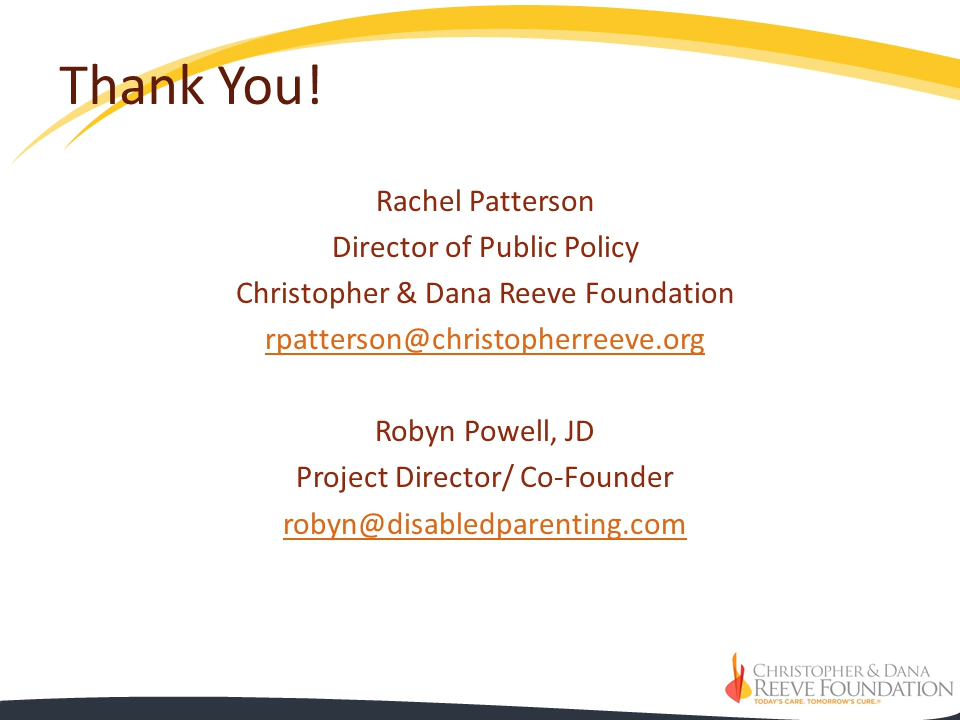 Thank You!
Rachel Patterson
Director of Public Policy
Christopher & Dana Reeve Foundation
rpatterson@christopherreeve.org
Robyn Powell, JD
Project Director/ Co-Founder
robyn@disabledparenting.com
CHRISTOPHER & DANA
REEVE FOUNDATION
TODAY'S CARE. TOMORROW'S CURE.®